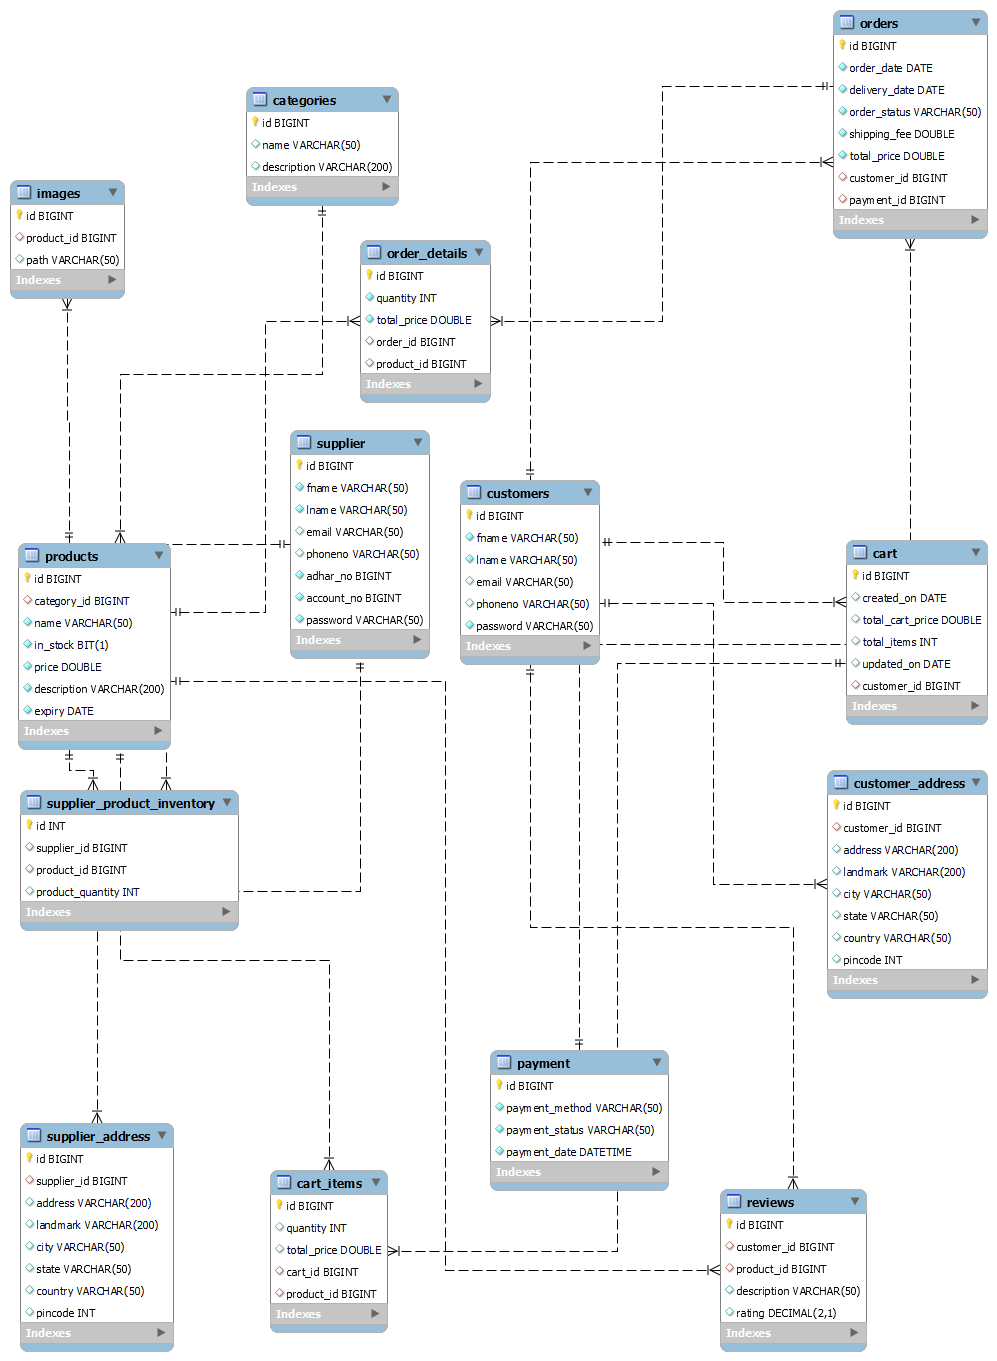 orders
id BIGINT
order_date DATE
delivery_date DATE
order_status VARCHAR(50)
shipping_fee DOUBLE
total_price DOUBLE
customer_id BIGINT
payment_id BIGINT
Indexes
categories
id BIGINT
name VARCHAR(50)
description VARCHAR(200)
Indexes
images
id BIGINT
product_id BIGINT
path VARCHAR(50)
Indexes
order_details
id BIGINT
quantity INT
total_price DOUBLE
order_id BIGINT
product_id BIGINT
Indexes
supplier
id BIGINT
fname VARCHAR(50)
lname VARCHAR(50)
email VARCHAR(50)
phoneno VARCHAR(50)
adhar_no BIGINT
account_no BIGINT
password VARCHAR(50)
Indexes
customers
id BIGINT
fname VARCHAR(50)
lname VARCHAR(50)
email VARCHAR(50)
phoneno VARCHAR(50)
password VARCHAR(50)
Indexes
products
id BIGINT
category_id BIGINT
name VARCHAR(50)
in_stock BIT(1)
price DOUBLE
description VARCHAR(200)
expiry DATE
Indexes
cart
id BIGINT
created_on DATE
total_cart_price DOUBLE
total_items INT
updated_on DATE
customer_id BIGINT
Indexes
supplier_product_inventory
id INT
supplier_id BIGINT
product_id BIGINT
product_quantity INT
Indexes
customer_address
id BIGINT
customer_id BIGINT
address VARCHAR(200)
landmark VARCHAR(200)
city VARCHAR(50)
state VARCHAR(50)
country VARCHAR(50)
pincode INT
Indexes
payment
id BIGINT
payment_method VARCHAR(50)
payment_status VARCHAR(50)
payment_date DATETIME
Indexes
supplier_address
id BIGINT
supplier_id BIGINT
address VARCHAR(200)
landmark VARCHAR(200)
city VARCHAR(50)
state VARCHAR(50)
country VARCHAR(50)
pincode INT
Indexes
cart_items
id BIGINT
quantity INT
total_price DOUBLE
cart_id BIGINT
product_id BIGINT
Indexes
reviews
id BIGINT
customer_id BIGINT
product_id BIGINT
description VARCHAR(50)
rating DECIMAL(2,1)
Indexes